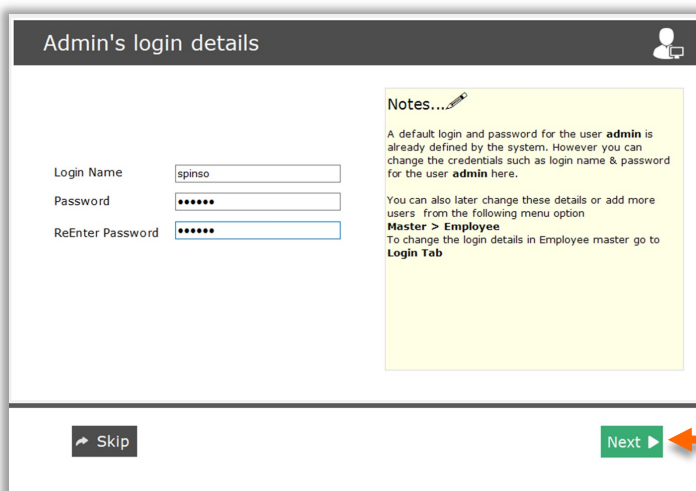 Admin's login details
Notes...
A default login and password for the user admin is
already defined by the system. However you can
change the credentials such as login name & password
for the user admin here.
You can also later change these details or add more
users from the following menu option
Master > Employee
To change the login details in Employee master go to
Login Tab
Login Name
spinso
Password
••••••
ReEnter Password
••••••
Skip
Next